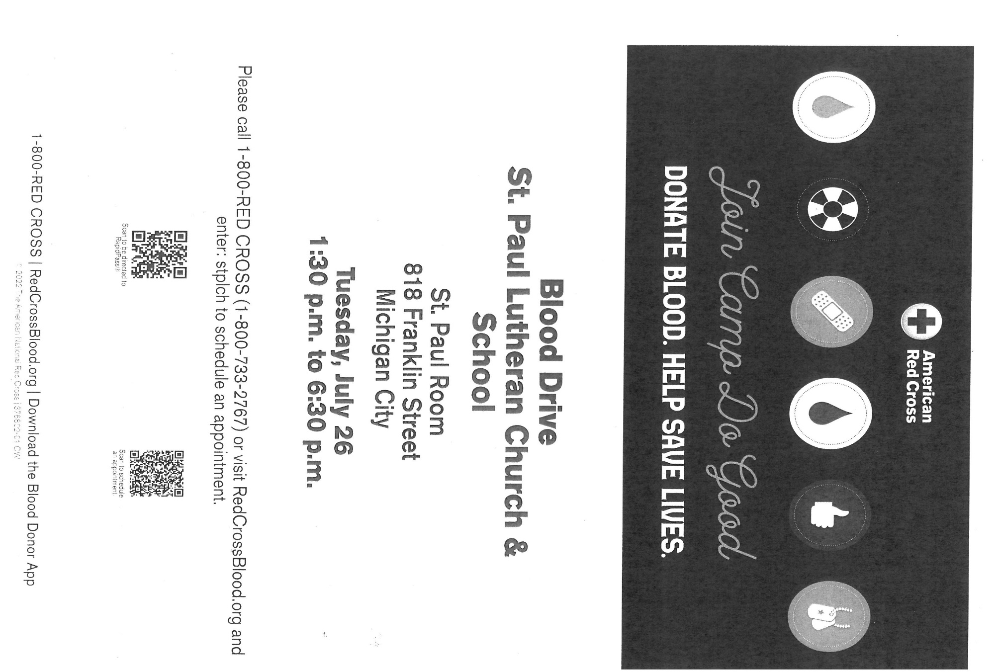 American
Red Cross
Join Camp Do Good
DONATE BLOOD. HELP SAVE LIVES.
Blood Drive
St. Paul Lutheran Church &
School
St. Paul Room
818 Franklin Street
Michigan City
Tuesday, July 26
1:30 p.m. to 6:30 p.m.
Please call 1-800-RED CROSS (1-800-733-2767) or visit RedCrossBlood.org and
enter: stplch to schedule an appointment.
Scan to be directed to
RapidPass®
Scan to schedule
an appointment.
1-800-RED CROSS | RedCrossBlood.org | Download the Blood Donor App
© 2022 The American National Red Cross | 376802-01 CW